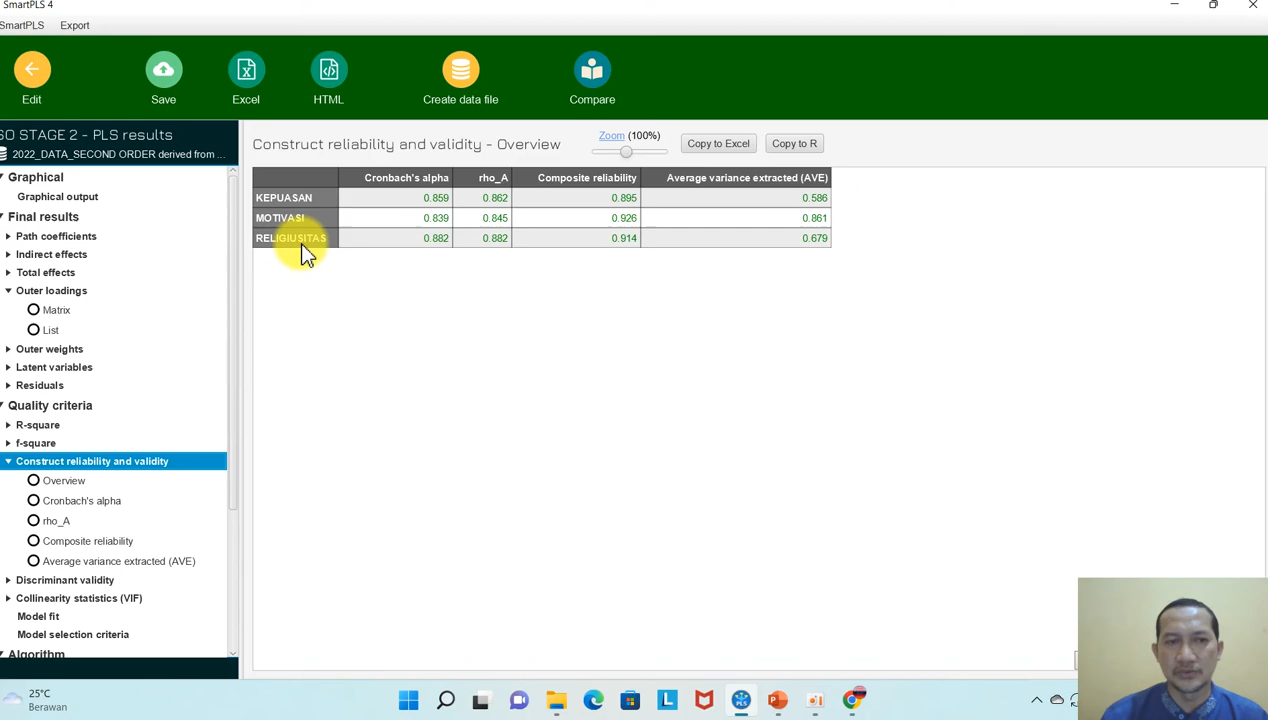 SmartPLS 4
SmartPLS Export
Edit Save Excel HTML Create data file Compare
SO STAGE 2 - PLS results
2022_DATA_SECOND ORDER derived from ...
Graphical
Graphical output
Final results
Path coefficients
Indirect effects
Total effects
Outer loadings
Matrix
List
Outer weights
Latent variables
Residuals
Quality criteria
R-square
f-square
Construct reliability and validity
Overview
Cronbach's alpha
rho_A
Composite reliability
Average variance extracted (AVE)
Discriminant validity
Collinearity statistics (VIF)
Model fit
Model selection criteria
Algorithm
Construct reliability and validity - Overview
Zoom (100%)
Copy to Excel Copy to R
Cronbach's alpha rho_A Composite reliability Average variance extracted (AVE)
KEPUASAN 0.859 0.862 0.895 0.586
MOTIVASI 0.839 0.845 0.926 0.861
RELIGIUSITAS 0.882 0.882 0.914 0.679
25°C
Berawan
PLS